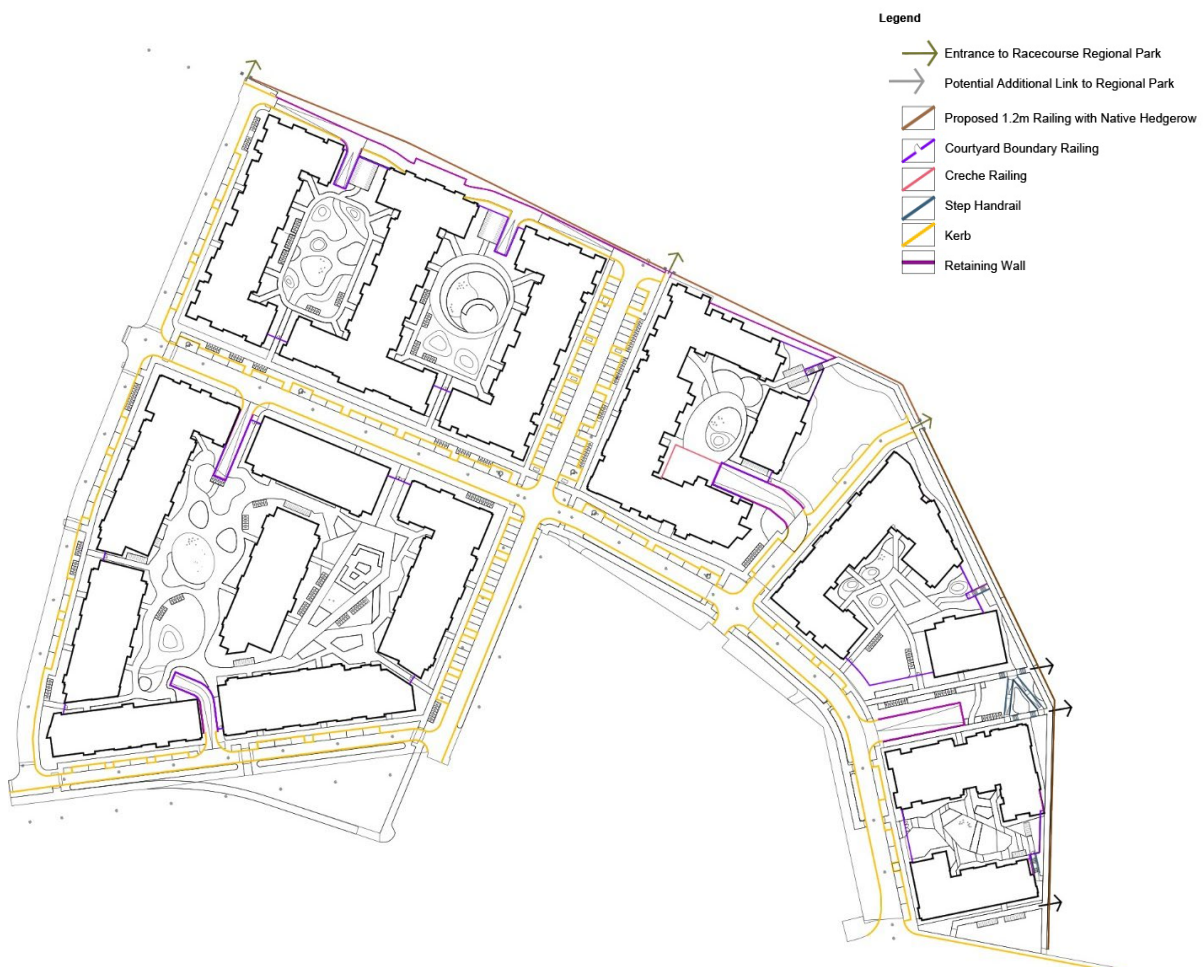 Legend
Entrance to Racecourse Regional Park
Potential Additional Link to Regional Park
Proposed 1.2m Railing with Native Hedgerow
Courtyard Boundary Railing
Creche Railing
Step Handrail
Kerb
Retaining Wall